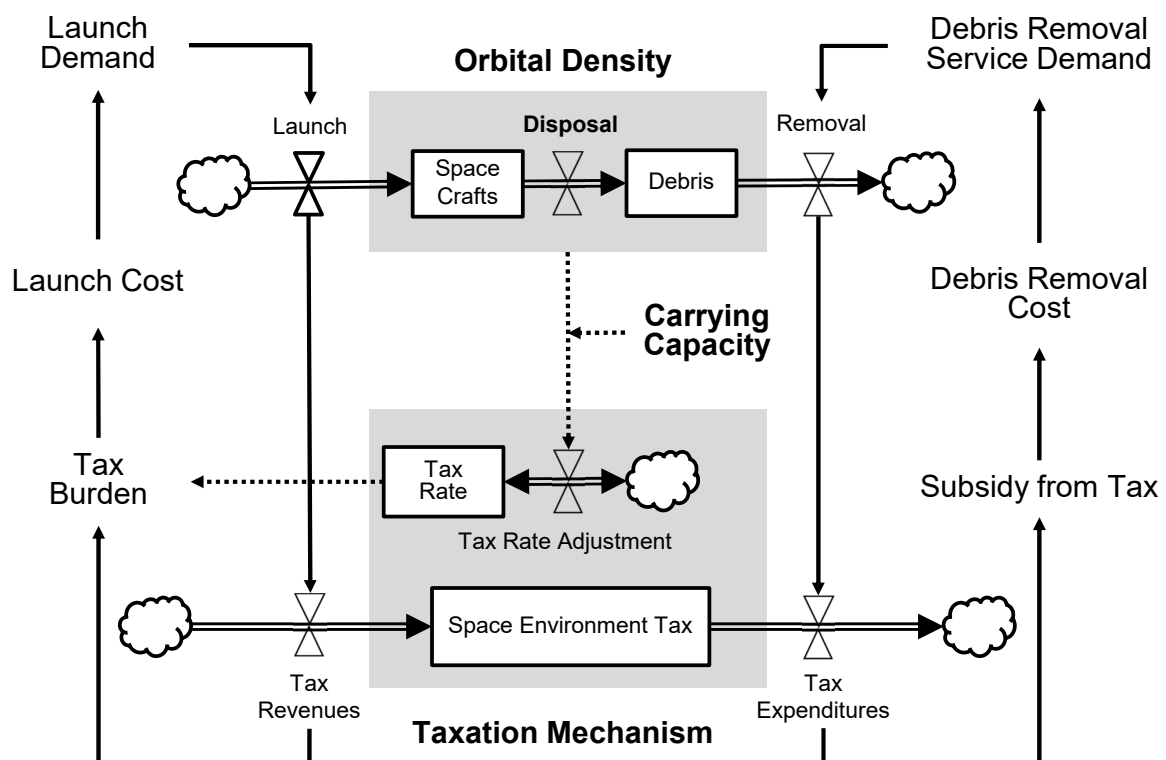 Launch
Demand
Orbital Density
Debris Removal
Service Demand
Launch
Disposal
Removal
Space
Crafts
Debris
Launch Cost
Carrying
Capacity
Debris Removal
Cost
Tax
Burden
Tax
Rate
Subsidy from Tax
Tax Rate Adjustment
Space Environment Tax
Tax
Revenues
Tax
Expenditures
Taxation Mechanism